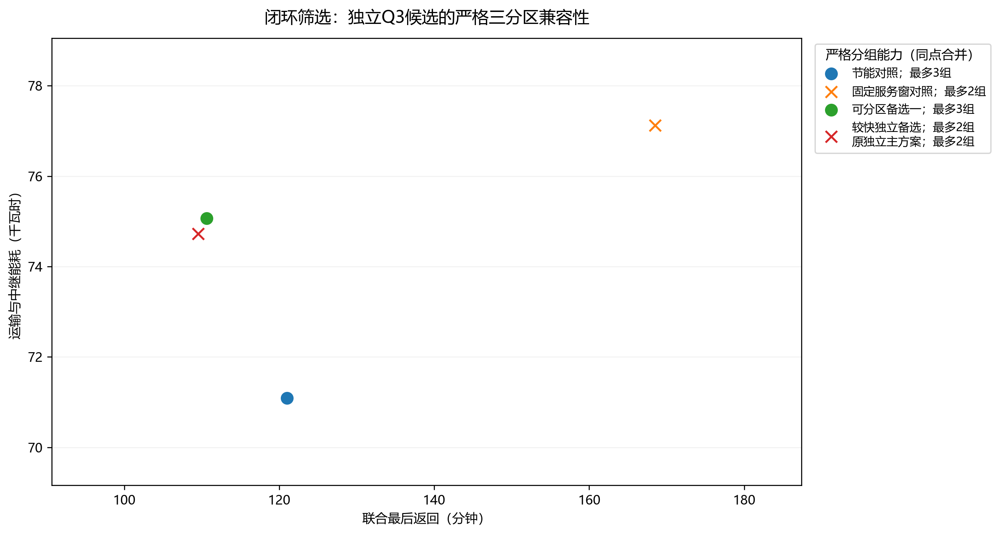 闭环筛选：独立Q3候选的严格三分区兼容性
运输与中继能耗（千瓦时）
78
76
74
72
70
100
120
140
160
180
联合最后返回（分钟）
严格分组能力（同点合并）
节能对照；最多3组
固定服务窗对照；最多2组
可分区备选一；最多3组
较快独立备选；最多2组
原独立主方案；最多2组